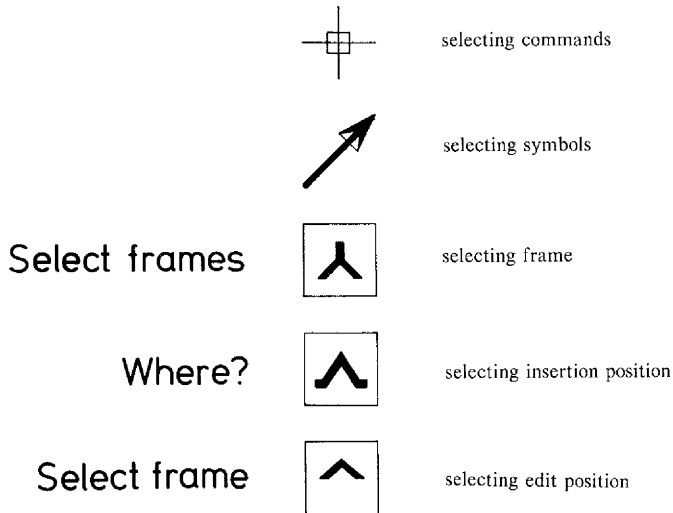 selecting commands
selecting symbols
Select frames selecting frame
Where? selecting insertion position
Select frame selecting edit position